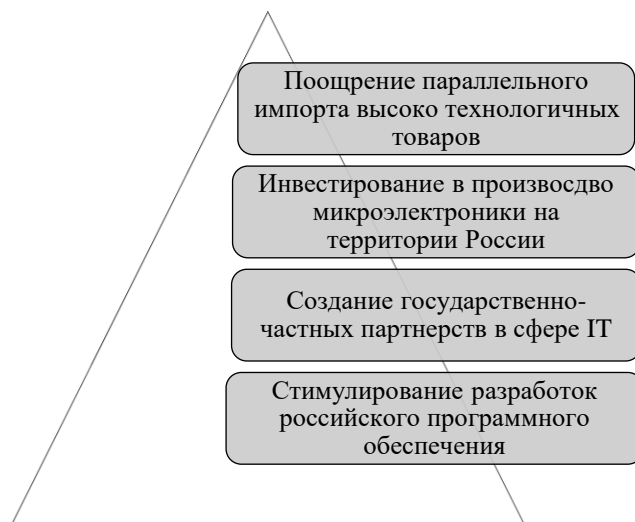 Поощрение параллельного
импорта высоко технологичных
товаров
Инвестирование в произвосдво
микроэлектроники на
территории России
Создание государственно-
частных партнерств в сфере IT
Стимулирование разработок
российского программного
обеспечения